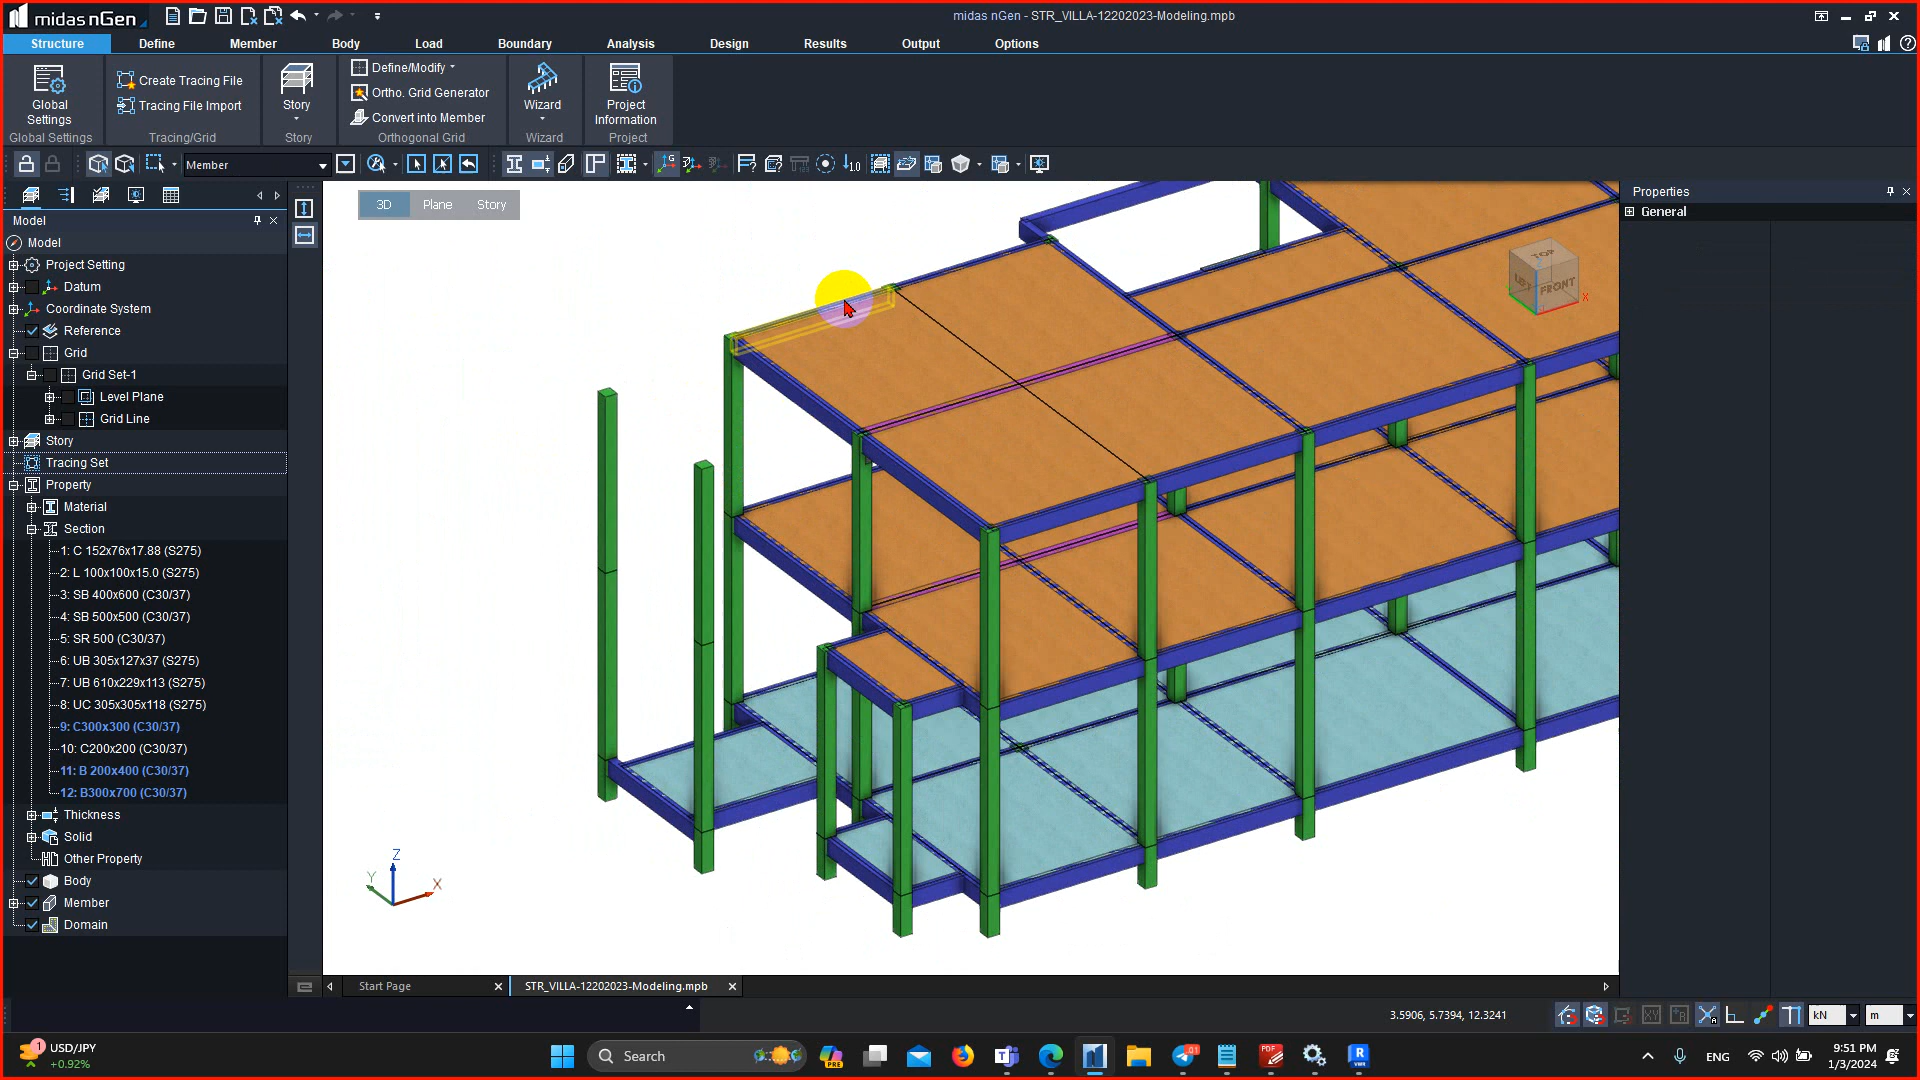 midas nGen
midas nGen - STR_VILLA-12202023-Modeling.mpb
Structure
Define
Member
Body
Load
Boundary
Analysis
Design
Results
Output
Options
Global Settings
Create Tracing File
Tracing File Import
Story
Define/Modify
Ortho. Grid Generator
Convert into Member
Wizard
Project Information
Global Settings
Tracing/Grid
Story
Orthogonal Grid
Wizard
Project
Member
Model
3D
Plane
Story
Properties
General
Model
Project Setting
Datum
Coordinate System
Reference
Grid
Grid Set-1
Level Plane
Grid Line
Story
Tracing Set
Property
Material
Section
1: C 152x76x17.88 (S275)
2: L 100x100x15.0 (S275)
3: SB 400x600 (C30/37)
4: SB 500x500 (C30/37)
5: SR 500 (C30/37)
6: UB 305x127x37 (S275)
7: UB 610x229x113 (S275)
8: UC 305x305x118 (S275)
9: C300x300 (C30/37)
10: C200x200 (C30/37)
11: B 200x400 (C30/37)
12: B300x700 (C30/37)
Thickness
Solid
Other Property
Body
Member
Domain
TOP
LEFT
FRONT
X
Z
Y
X
Start Page
STR_VILLA-12202023-Modeling.mpb
3.5906, 5.7394, 12.3241
kN
m
1
USD/JPY
+0.92%
Search
PRE
01
PDF
ENG
9:51 PM
1/3/2024